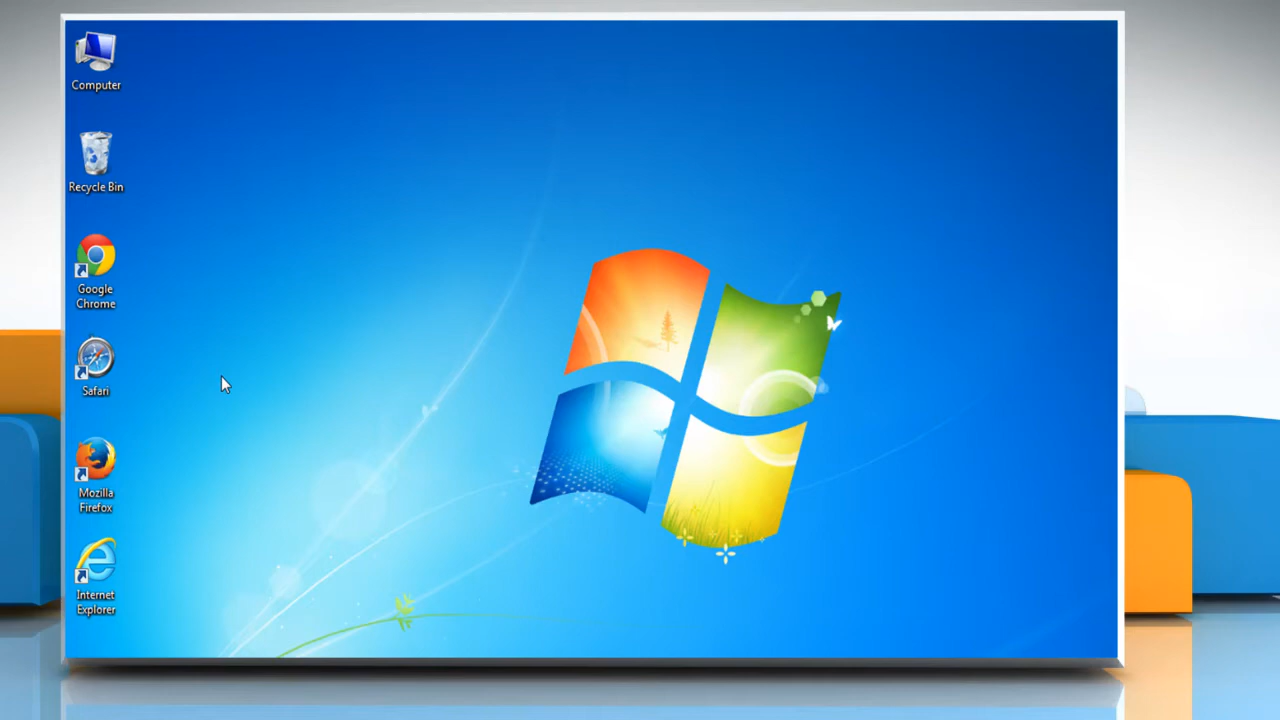 Computer
Recycle Bin
Google
Chrome
Safari
Mozilla
Firefox
Internet
Explorer